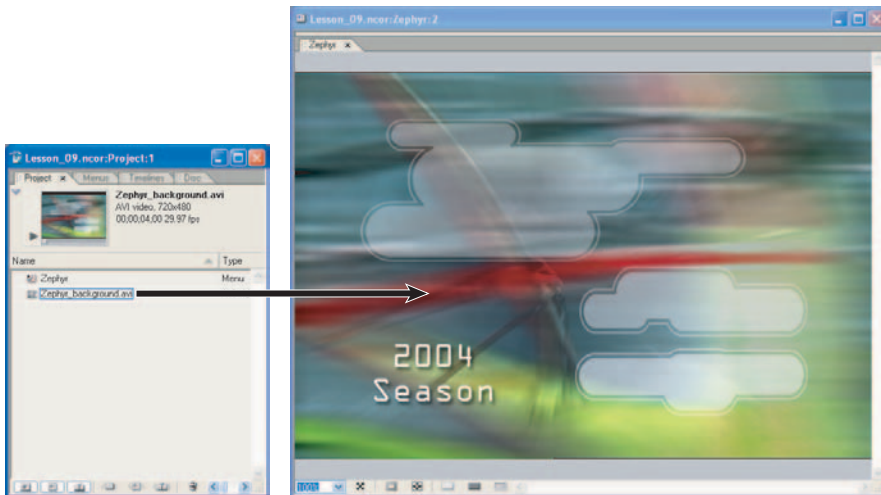 Lesson_09.ncor:Zephyr:2
Zephyr
Lesson_09.ncor:Project:1
Project Menus Timelines Disc
Zephyr_background.avi
AVI video, 720x480
00;00;04;00 29.97 fps
Name Type
Zephyr Menu
Zephyr_background.avi
2004
Season
100%